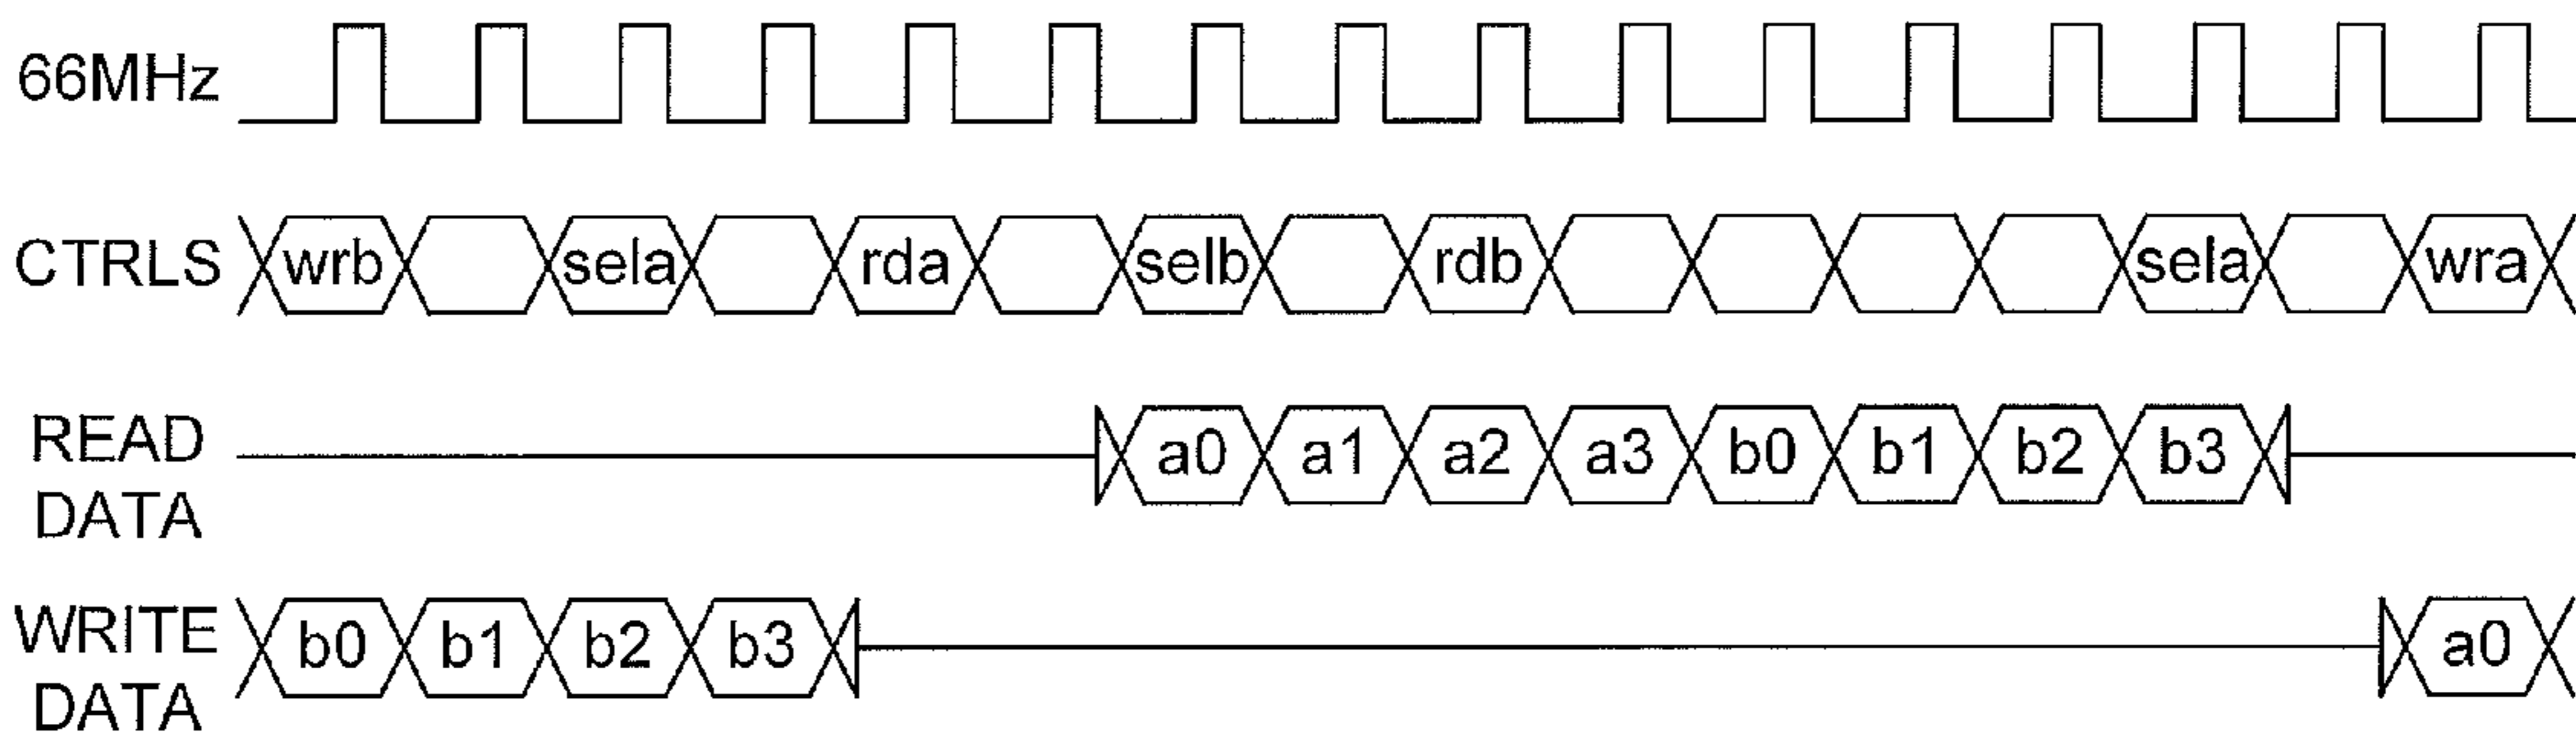 66MHz
CTRLS wrb sela rda selb rdb sela wra
READ DATA a0 a1 a2 a3 b0 b1 b2 b3
WRITE DATA b0 b1 b2 b3 a0